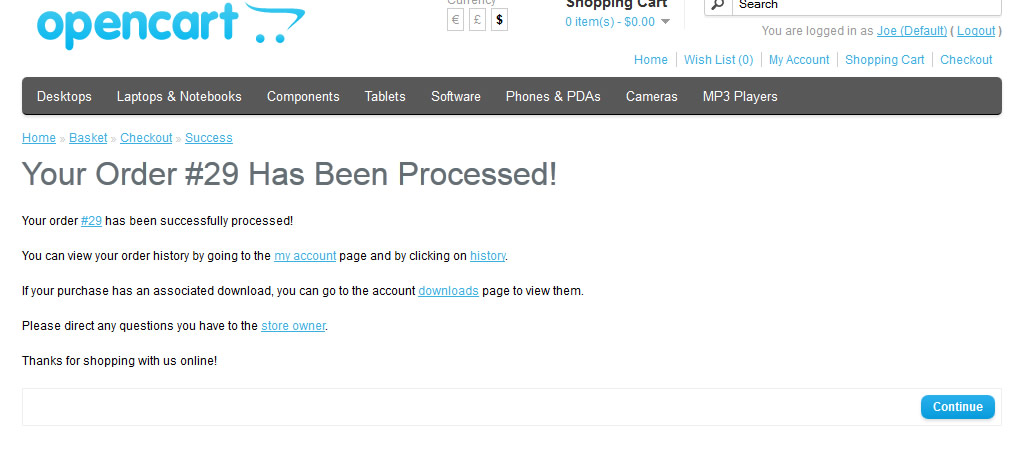 opencart
Currency
€ £ $
Shopping Cart
0 item(s) - $0.00
Search
You are logged in as Joe (Default) ( Logout )
Home Wish List (0) My Account Shopping Cart Checkout
Desktops Laptops & Notebooks Components Tablets Software Phones & PDAs Cameras MP3 Players
Home » Basket » Checkout » Success
Your Order #29 Has Been Processed!
Your order #29 has been successfully processed!
You can view your order history by going to the my account page and by clicking on history.
If your purchase has an associated download, you can go to the account downloads page to view them.
Please direct any questions you have to the store owner.
Thanks for shopping with us online!
Continue